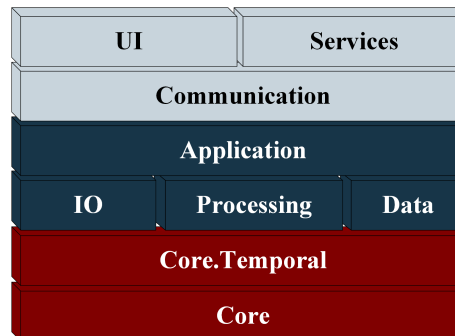 UI Services
Communication
Application
IO Processing Data
Core.Temporal
Core